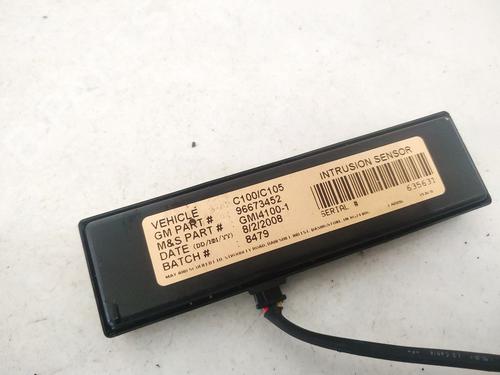 VEHICLE C100/C105
GM PART # 96673452
M&S PART # GMI4100-1
DATE (DD/MM/YY) 8/2/2008
BATCH # 8479
INTRUSION SENSOR
SERIAL #
635631